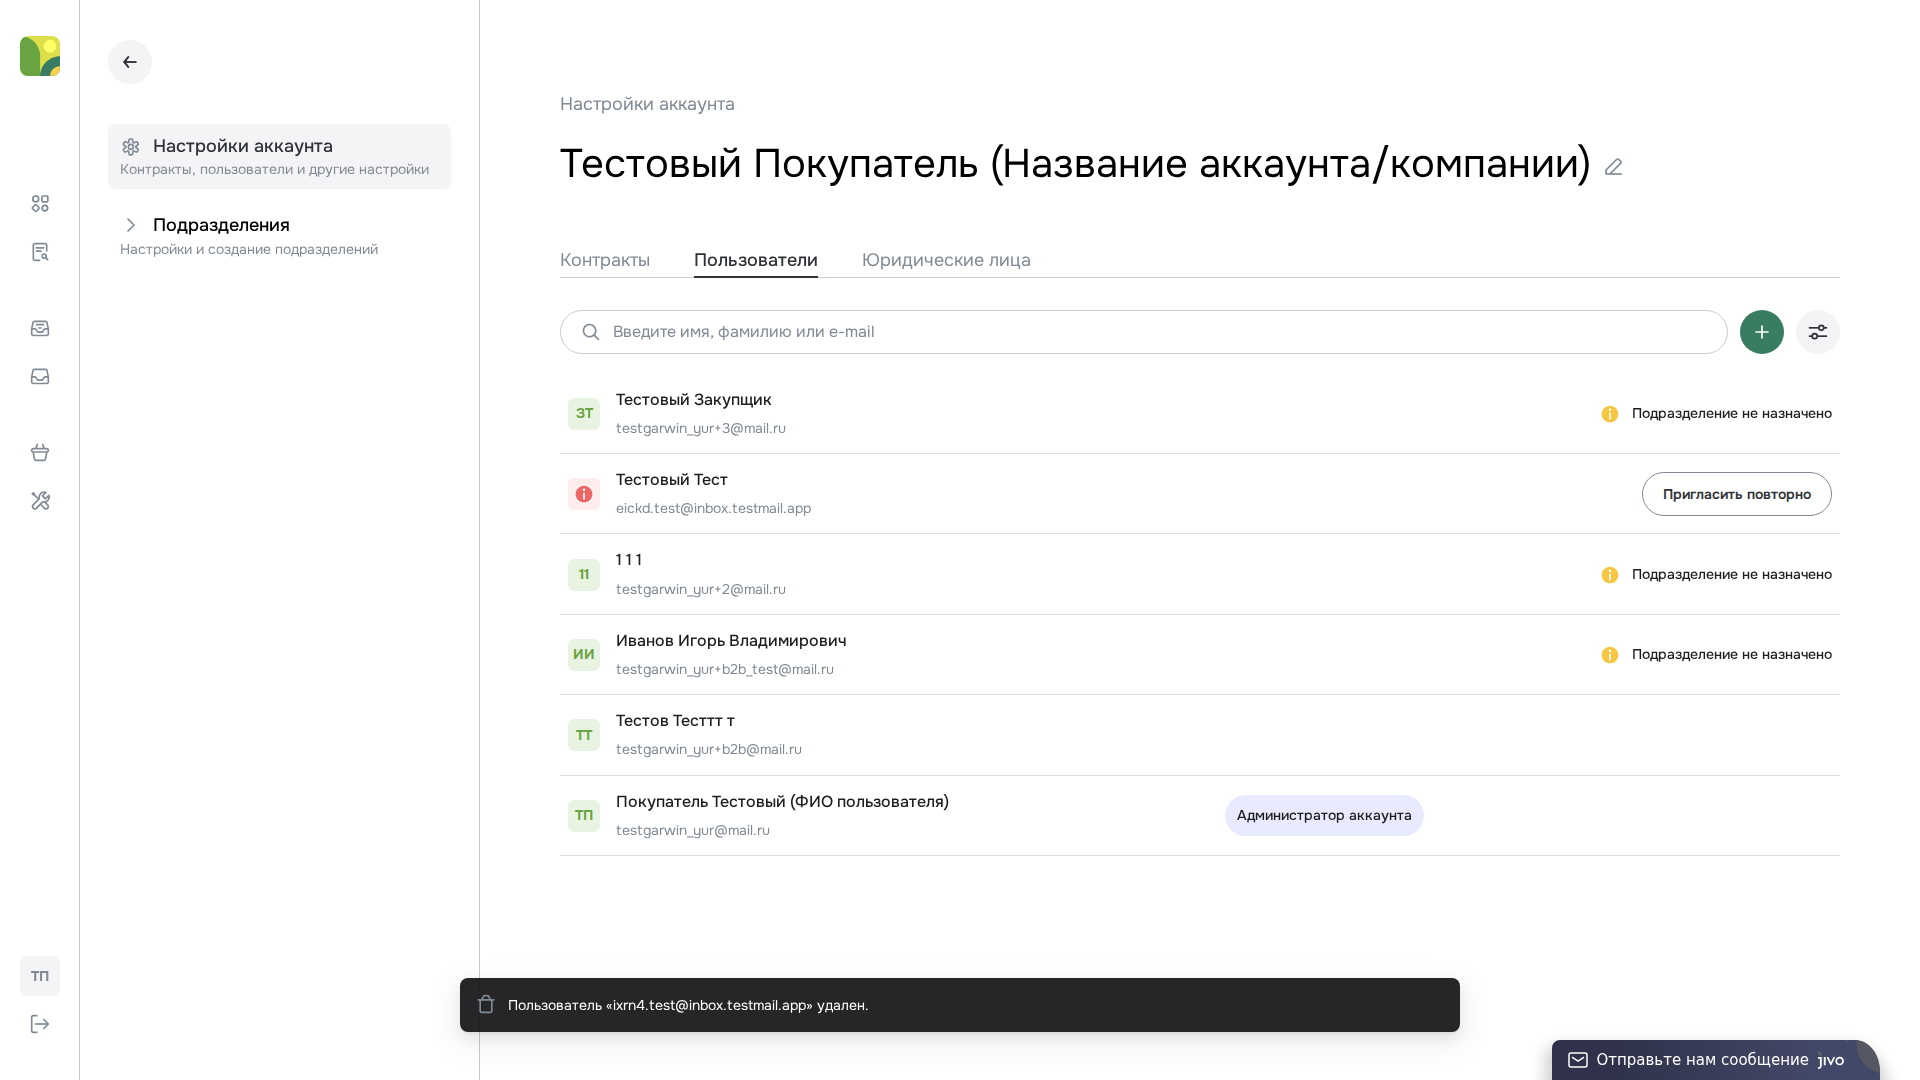 Настройки аккаунта
Контракты, пользователи и другие настройки
Подразделения
Настройки и создание подразделений
ТП
Настройки аккаунта
Тестовый Покупатель (Название аккаунта/компании)
Контракты
Пользователи
Юридические лица
Введите имя, фамилию или e-mail
ЗТ
Тестовый Закупщик
testgarwin_yur+3@mail.ru
Подразделение не назначено
Тестовый Тест
eickd.test@inbox.testmail.app
Пригласить повторно
11
1 1 1
testgarwin_yur+2@mail.ru
Подразделение не назначено
ИИ
Иванов Игорь Владимирович
testgarwin_yur+b2b_test@mail.ru
Подразделение не назначено
ТТ
Тестов Тесттт т
testgarwin_yur+b2b@mail.ru
ТП
Покупатель Тестовый (ФИО пользователя)
testgarwin_yur@mail.ru
Администратор аккаунта
Пользователь «ixrn4.test@inbox.testmail.app» удален.
Отправьте нам сообщение jivo